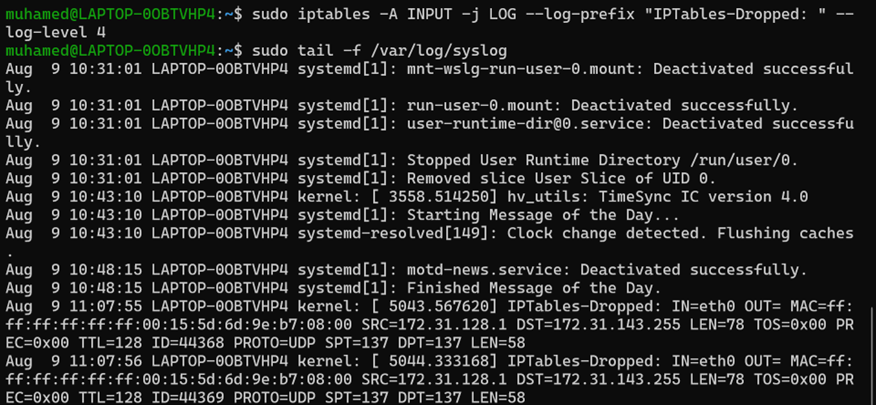 muhamed@LAPTOP-0OBTVHP4:~$ sudo iptables -A INPUT -j LOG --log-prefix "IPTables-Dropped: " --
log-level 4
muhamed@LAPTOP-0OBTVHP4:~$ sudo tail -f /var/log/syslog
Aug  9 10:31:01 LAPTOP-0OBTVHP4 systemd[1]: mnt-wslg-run-user-0.mount: Deactivated successful
ly.
Aug  9 10:31:01 LAPTOP-0OBTVHP4 systemd[1]: run-user-0.mount: Deactivated successfully.
Aug  9 10:31:01 LAPTOP-0OBTVHP4 systemd[1]: user-runtime-dir@0.service: Deactivated successfu
lly.
Aug  9 10:31:01 LAPTOP-0OBTVHP4 systemd[1]: Stopped User Runtime Directory /run/user/0.
Aug  9 10:31:01 LAPTOP-0OBTVHP4 systemd[1]: Removed slice User Slice of UID 0.
Aug  9 10:43:10 LAPTOP-0OBTVHP4 kernel: [ 3558.514250] hv_utils: TimeSync IC version 4.0
Aug  9 10:43:10 LAPTOP-0OBTVHP4 systemd[1]: Starting Message of the Day...
Aug  9 10:43:10 LAPTOP-0OBTVHP4 systemd-resolved[149]: Clock change detected. Flushing caches
.
Aug  9 10:48:15 LAPTOP-0OBTVHP4 systemd[1]: motd-news.service: Deactivated successfully.
Aug  9 10:48:15 LAPTOP-0OBTVHP4 systemd[1]: Finished Message of the Day.
Aug  9 11:07:55 LAPTOP-0OBTVHP4 kernel: [ 5043.567620] IPTables-Dropped: IN=eth0 OUT= MAC=ff:
ff:ff:ff:ff:ff:00:15:5d:6d:9e:b7:08:00 SRC=172.31.128.1 DST=172.31.143.255 LEN=78 TOS=0x00 PR
EC=0x00 TTL=128 ID=44368 PROTO=UDP SPT=137 DPT=137 LEN=58
Aug  9 11:07:56 LAPTOP-0OBTVHP4 kernel: [ 5044.333168] IPTables-Dropped: IN=eth0 OUT= MAC=ff:
ff:ff:ff:ff:ff:00:15:5d:6d:9e:b7:08:00 SRC=172.31.128.1 DST=172.31.143.255 LEN=78 TOS=0x00 PR
EC=0x00 TTL=128 ID=44369 PROTO=UDP SPT=137 DPT=137 LEN=58